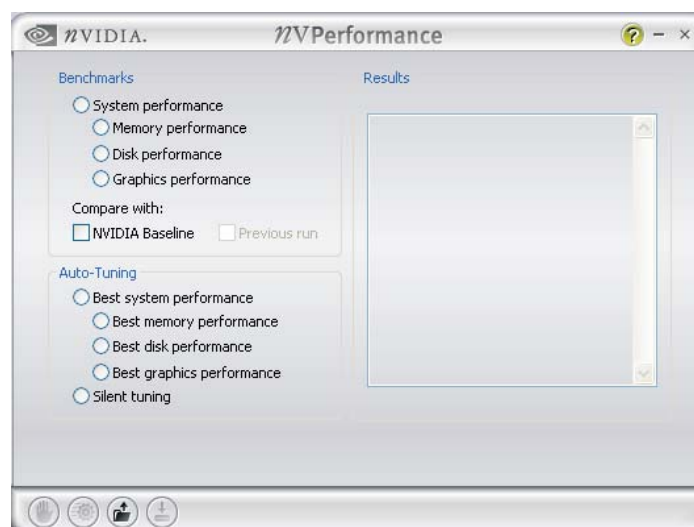 nVIDIA. nVPerformance ? 
Benchmarks
System performance
Memory performance
Disk performance
Graphics performance
Compare with:
NVIDIA Baseline Previous run
Auto-Tuning
Best system performance
Best memory performance
Best disk performance
Best graphics performance
Silent tuning
Results